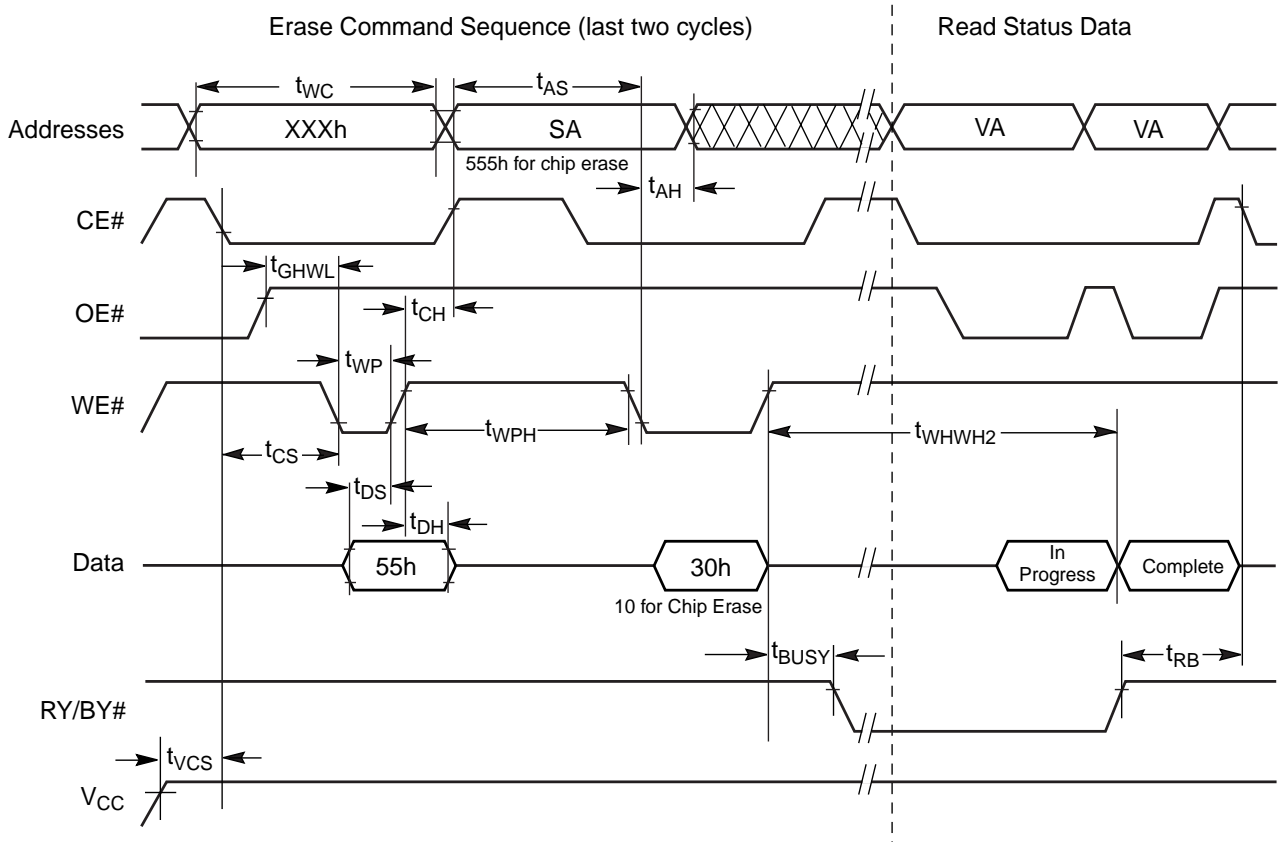 Erase Command Sequence (last two cycles)
Read Status Data
tWC
tAS
Addresses
XXXh
SA
VA
VA
555h for chip erase
tAH
CE#
tGHWL
OE#
tCH
tWP
WE#
tWPH
tWHWH2
tCS
tDS
tDH
Data
55h
30h
In
Progress
Complete
10 for Chip Erase
tBUSY
tRB
RY/BY#
tVCS
VCC